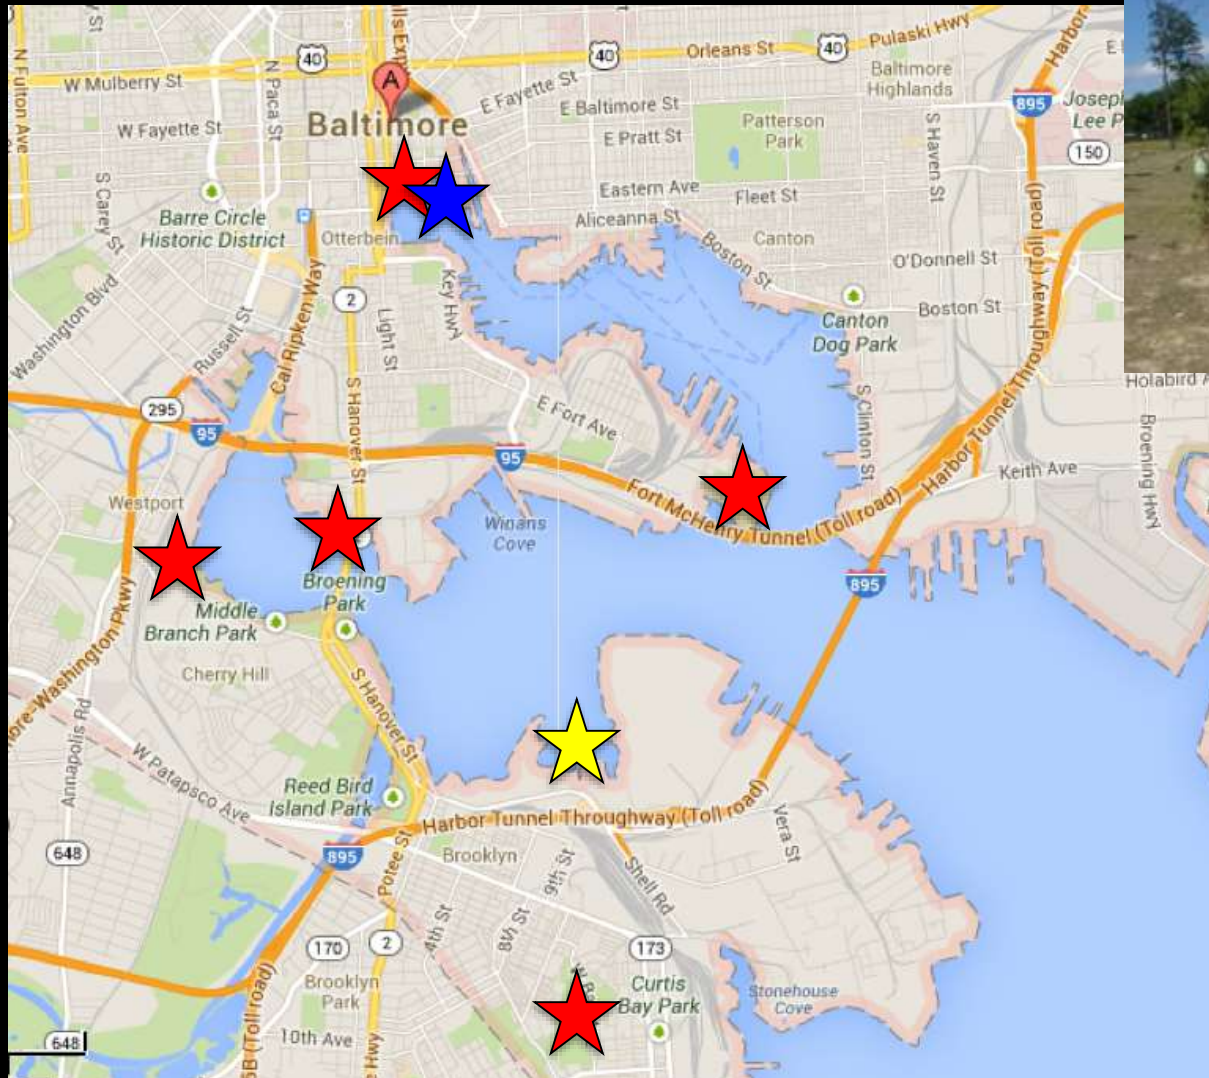 40
40
40
Orleans St
Pulaski Hwy
W Mulberry St
N Fulton Ave
N Paca St
A
Baltimore
Highlands
895
E Fayette St
E Baltimore St
W Fayette St
Baltimore
E Pratt St
Patterson
Park
S Haven St
150
S Carey St
Eastern Ave
Fleet St
Aliceanna St
Barre Circle
Historic District
Otterbein
Boston St
Canton
O'Donnell St
Washington Blvd
Key Hwy
2
Light St
Boston St
Canton
Dog Park
Russell St
Cal Ripken Way
Harbor Tunnel Throughway (Toll road)
S Hanover St
S Clinton St
E Fort Ave
295
95
95
Keith Ave
Broening Hwy
Westport
Fort McHenry Tunnel (Toll road)
Winans
Cove
895
Broening
Park
Middle
Branch Park
Cherry Hill
S Hanover St
Annapolis Rd
W Patapsco Ave
Reed Bird
Island Park
Harbor Tunnel Throughway (Toll road)
Vera St
648
895
Potee St
Brooklyn
9th St
Shell Rd
4th St
8th St
170
2
173
Brooklyn
Park
Curtis
Bay Park
Stonehouse
Cove
10th Ave
648